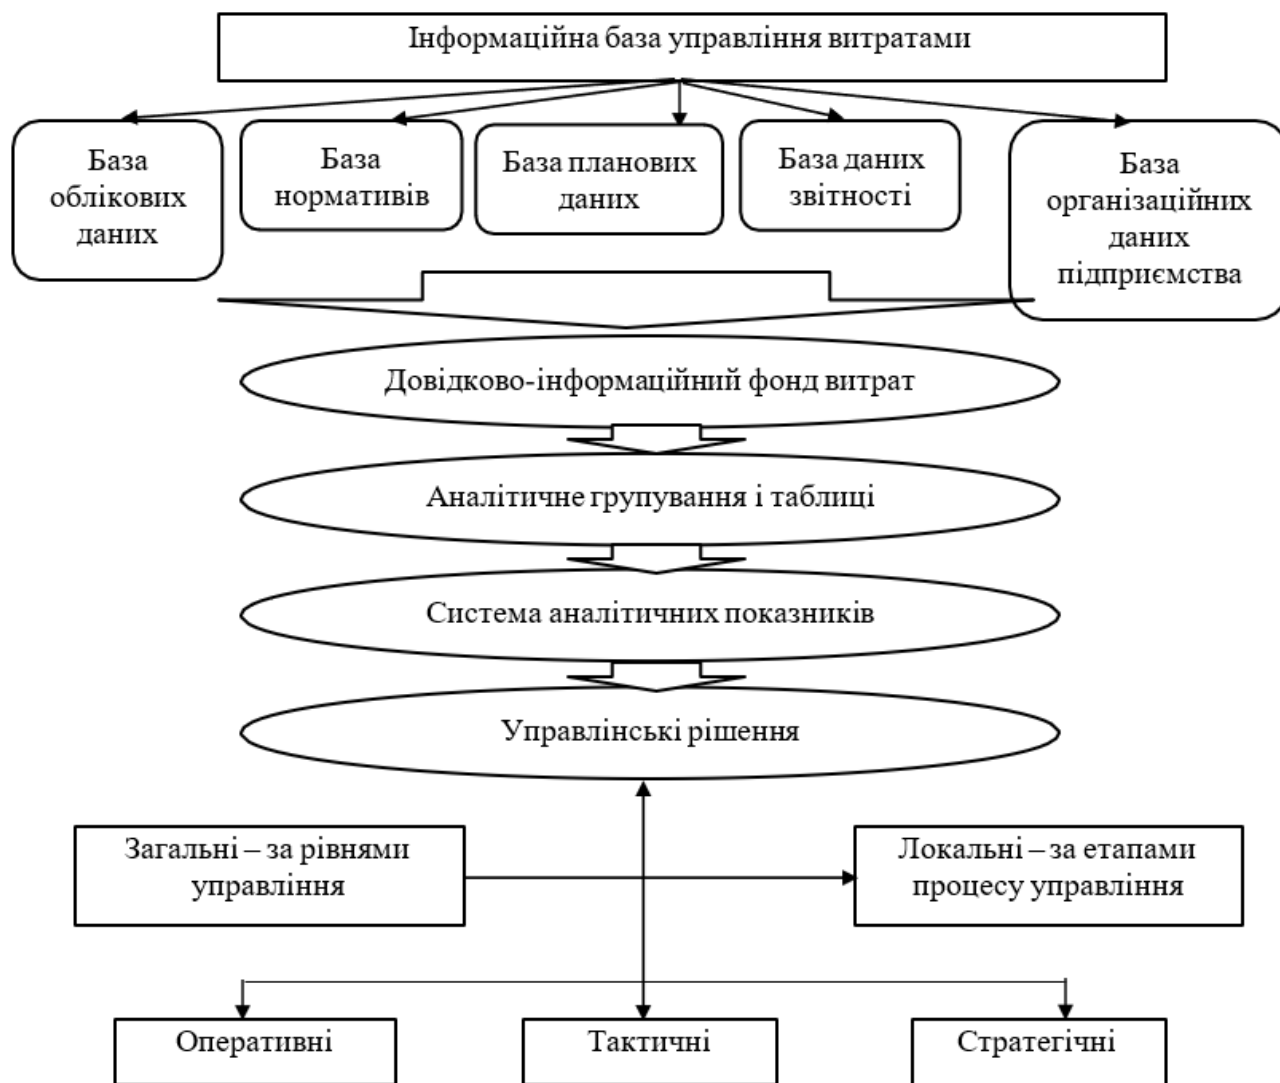 Інформаційна база управління витратами
База
облікових
даних
База
нормативів
База планових
даних
База даних
звітності
База
організаційних
даних
підприємства
Довідково-інформаційний фонд витрат
Аналітичне групування і таблиці
Система аналітичних показників
Управлінські рішення
Загальні – за рівнями
управління
Локальні – за етапами
процесу управління
Оперативні
Тактичні
Стратегічні